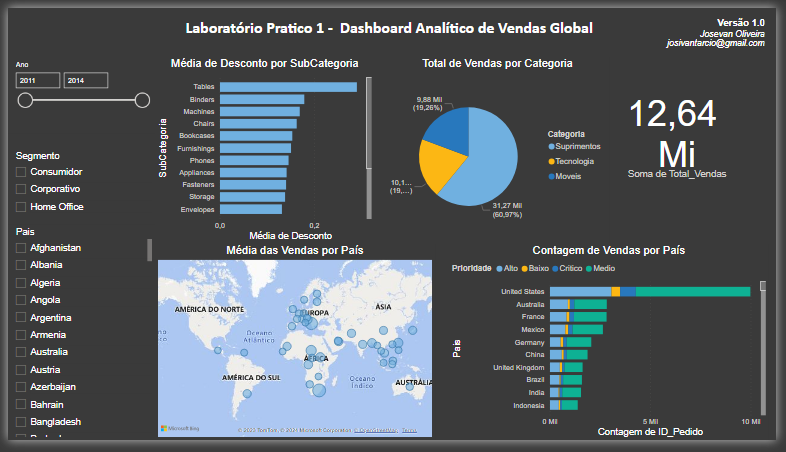 Laboratório Pratico 1 - Dashboard Analítico de Vendas Global
Versão 1.0
Josevan Oliveira
josivantarcio@gmail.com
Ano
2011
2014
Segmento
Consumidor
Corporativo
Home Office
Pais
Afghanistan
Albania
Algeria
Angola
Argentina
Armenia
Australia
Austria
Azerbaijan
Bahrain
Bangladesh
Média de Desconto por SubCategoria
SubCategoria
Tables
Binders
Machines
Chairs
Bookcases
Furnishings
Phones
Appliances
Fasteners
Storage
Envelopes
0,0
0,2
Média de Desconto
Total de Vendas por Categoria
9,88 Mil
(19,26%)
10,1...
(19,...)
31,27 Mil
(60,97%)
Categoria
Suprimentos
Tecnologia
Moveis
12,64
Mi
Soma de Total_Vendas
Média das Vendas por País
AMÉRICA DO NORTE
EUROPA
ÁSIA
Oceano
Atlântico
ÁFRICA
AMÉRICA DO SUL
Oceano
Índico
AUSTRÁLIA
Microsoft Bing
© 2023 TomTom, © 2024 Microsoft Corporation, © OpenStreetMap, Terms
Contagem de Vendas por País
Prioridade Alto Baixo Critico Medio
Pais
United States
Australia
France
Mexico
Germany
China
United Kingdom
Brazil
India
Indonesia
0 Mil
5 Mil
10 Mil
Contagem de ID_Pedido